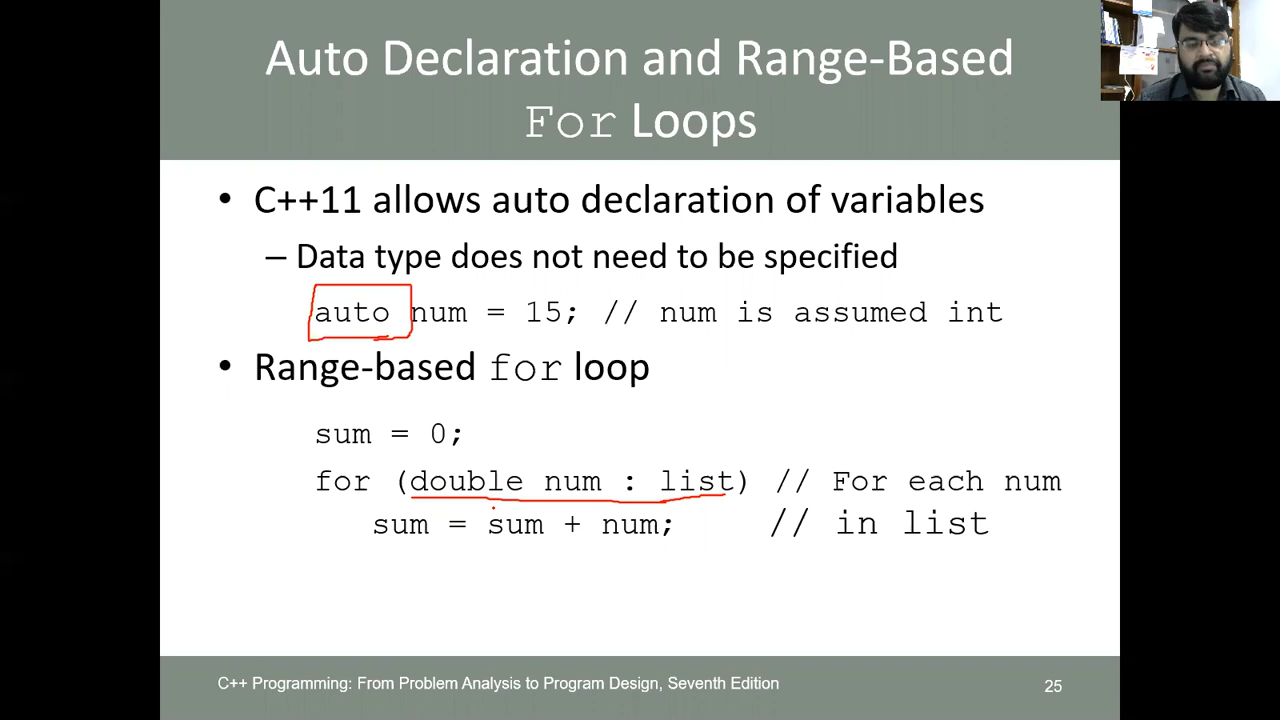 Auto Declaration and Range-Based
For Loops
• C++11 allows auto declaration of variables
– Data type does not need to be specified
auto num = 15; // num is assumed int
• Range-based for loop
sum = 0;
for (double num : list) // For each num
sum = sum + num; // in list
C++ Programming: From Problem Analysis to Program Design, Seventh Edition
25